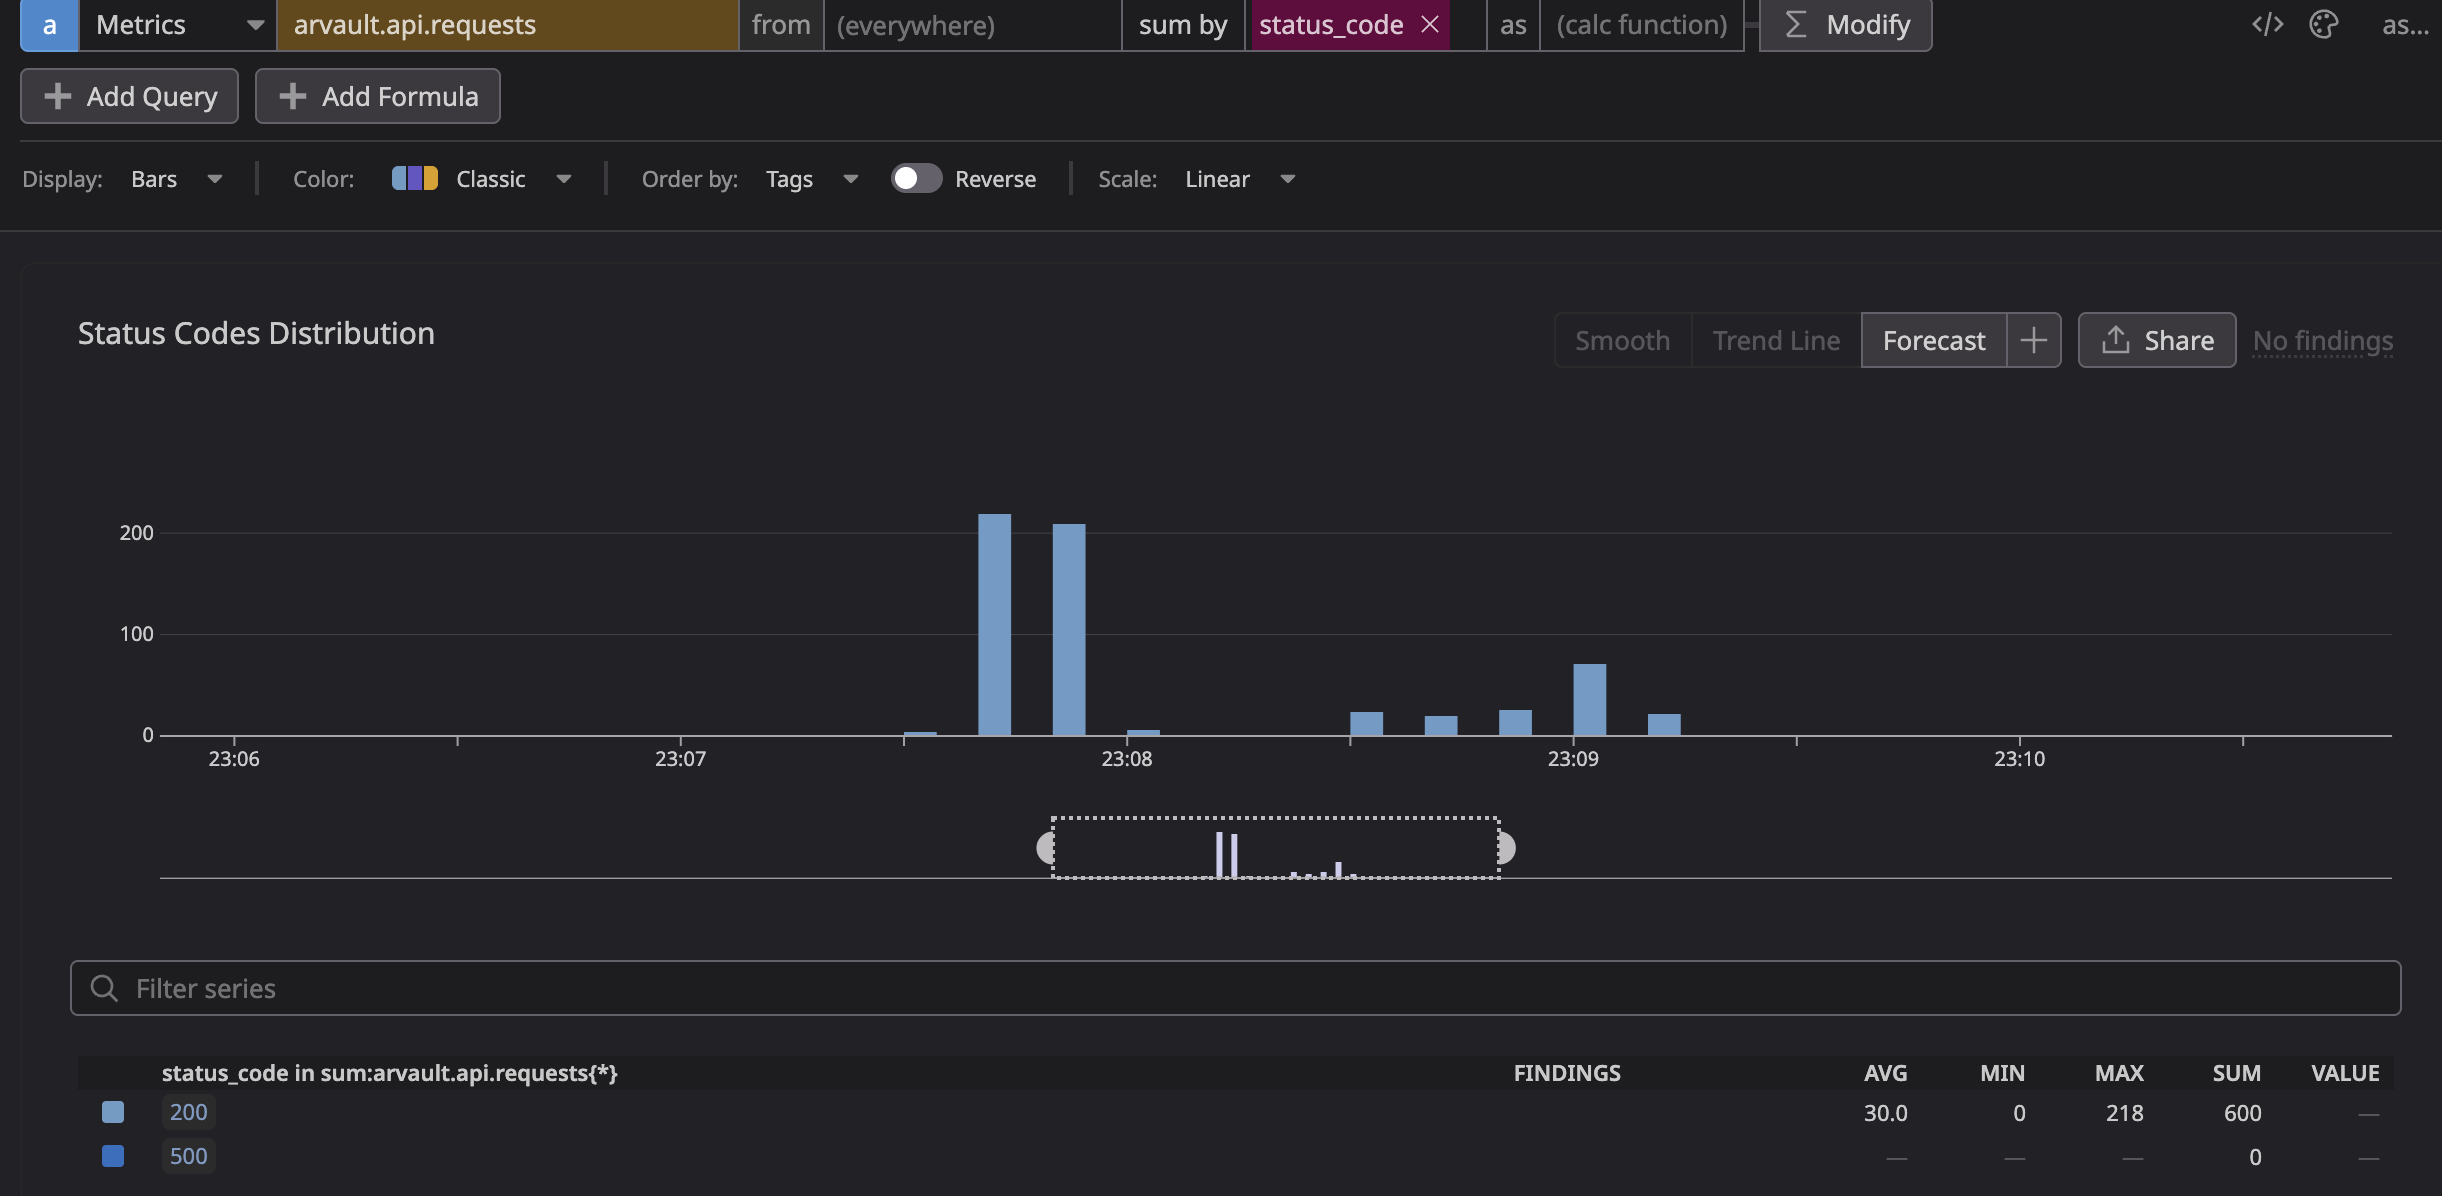 a Metrics arvault.api.requests from (everywhere) sum by status_code as (calc function) Σ Modify </> as...
Add Query Add Formula
Display: Bars Color: Classic Order by: Tags Reverse Scale: Linear
Status Codes Distribution
Smooth Trend Line Forecast Share No findings
200
100
0
23:06 23:07 23:08 23:09 23:10
Filter series
status_code in sum:arvault.api.requests{*} FINDINGS AVG MIN MAX SUM VALUE
200 30.0 0 218 600 —
500 — — — 0 —